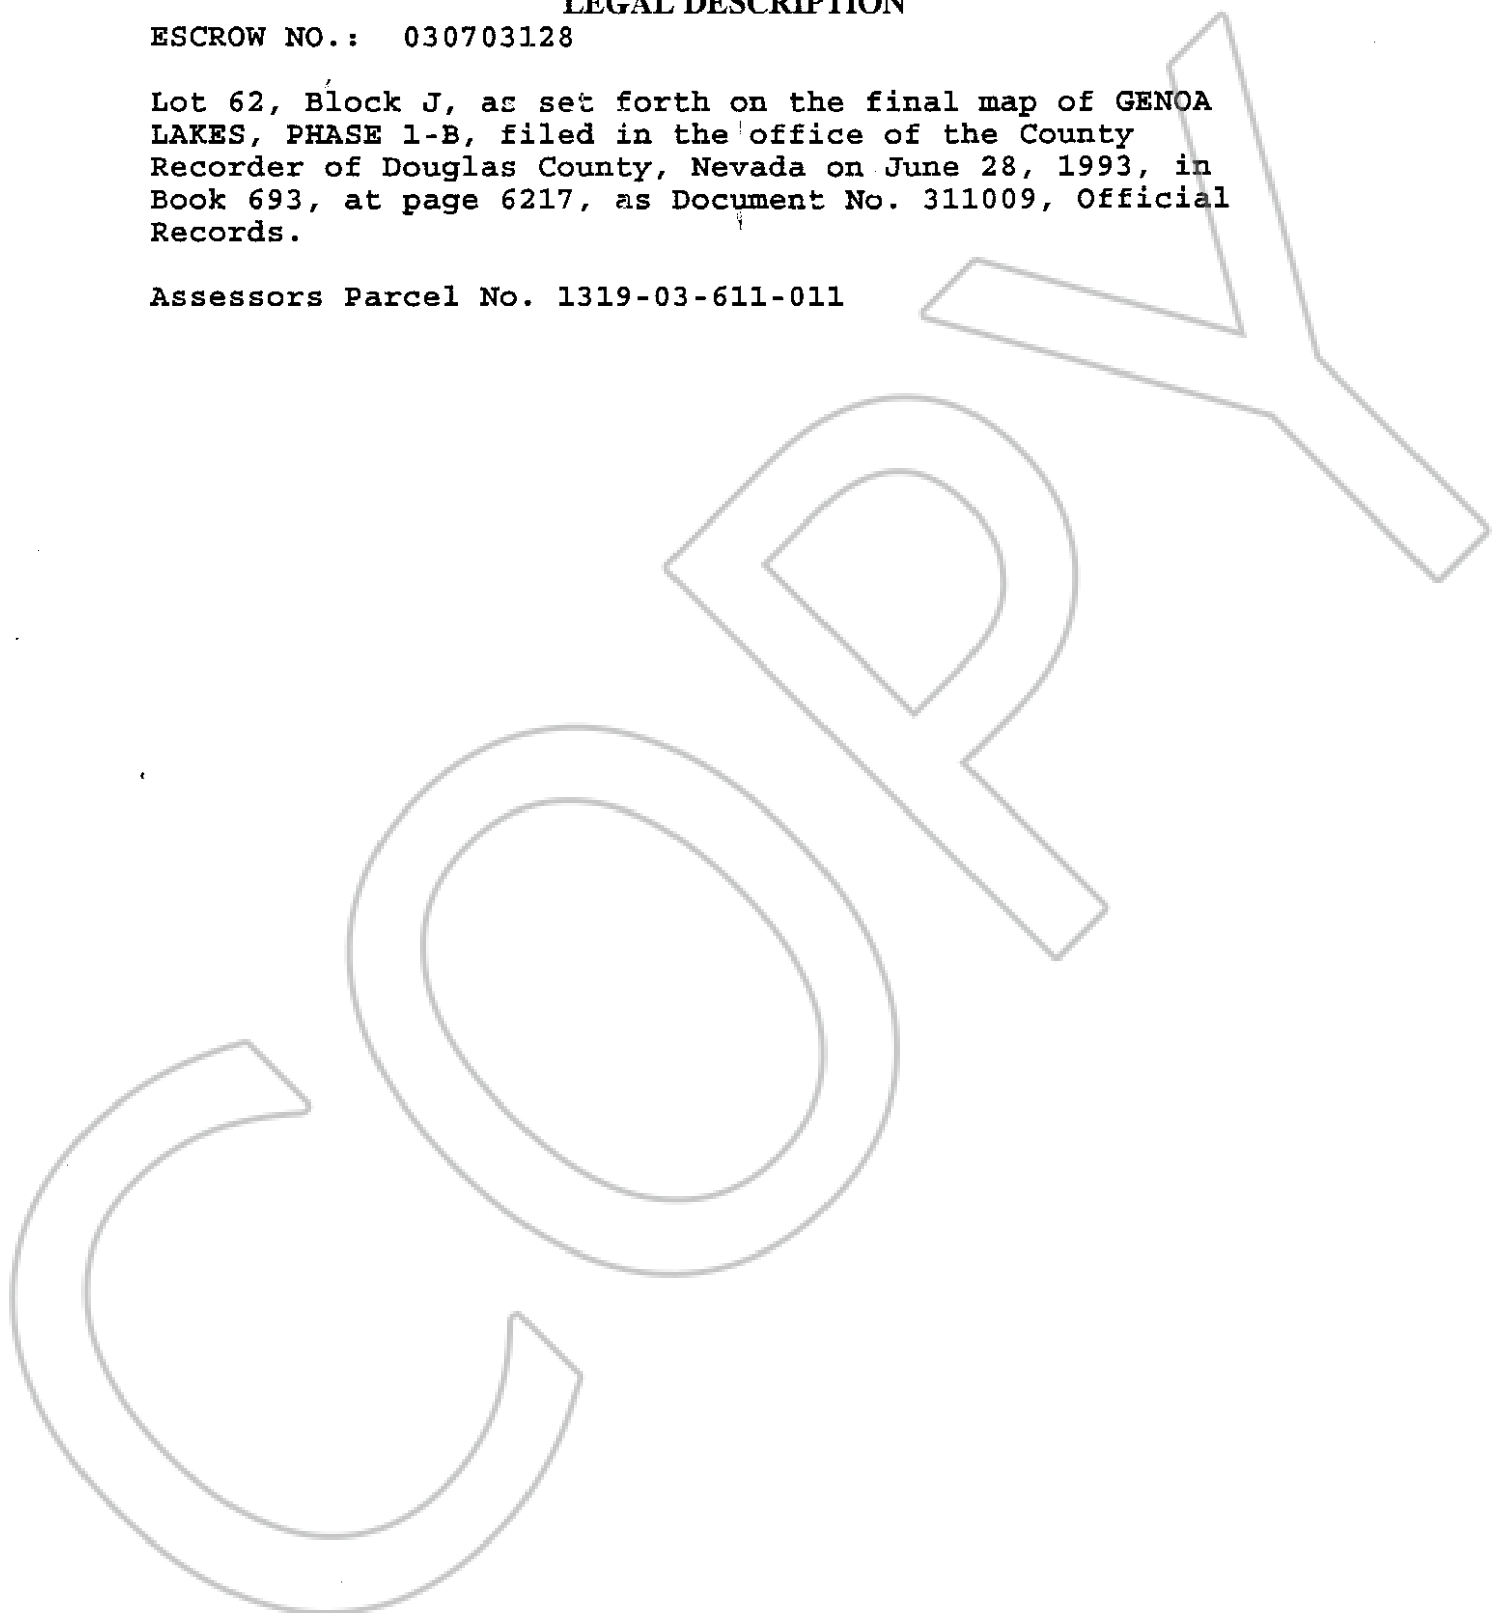 LEGAL DESCRIPTION
ESCROW NO.: 030703128
Lot 62, Block J, as set forth on the final map of GENOA
LAKES, PHASE 1-B, filed in the office of the County
Recorder of Douglas County, Nevada on June 28, 1993, in
Book 693, at page 6217, as Document No. 311009, Official
Records.
Assessors Parcel No. 1319-03-611-011
COPY